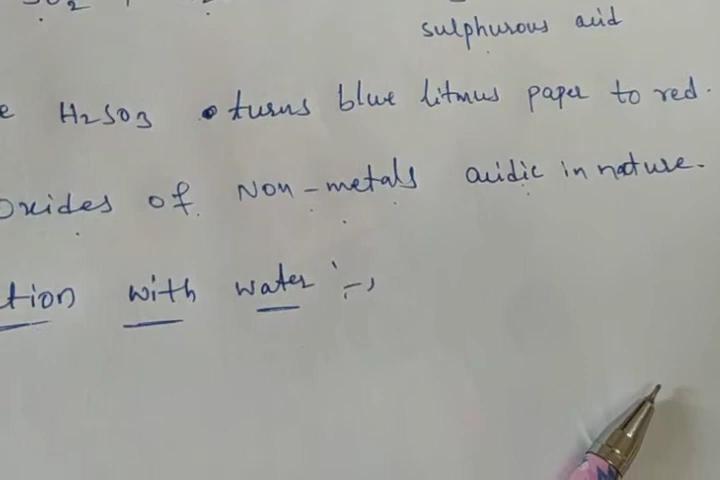 sulphurous acid
H2SO3 turns blue litmus paper to red.
oxides of Non-metals acidic in nature.
tion with water :-